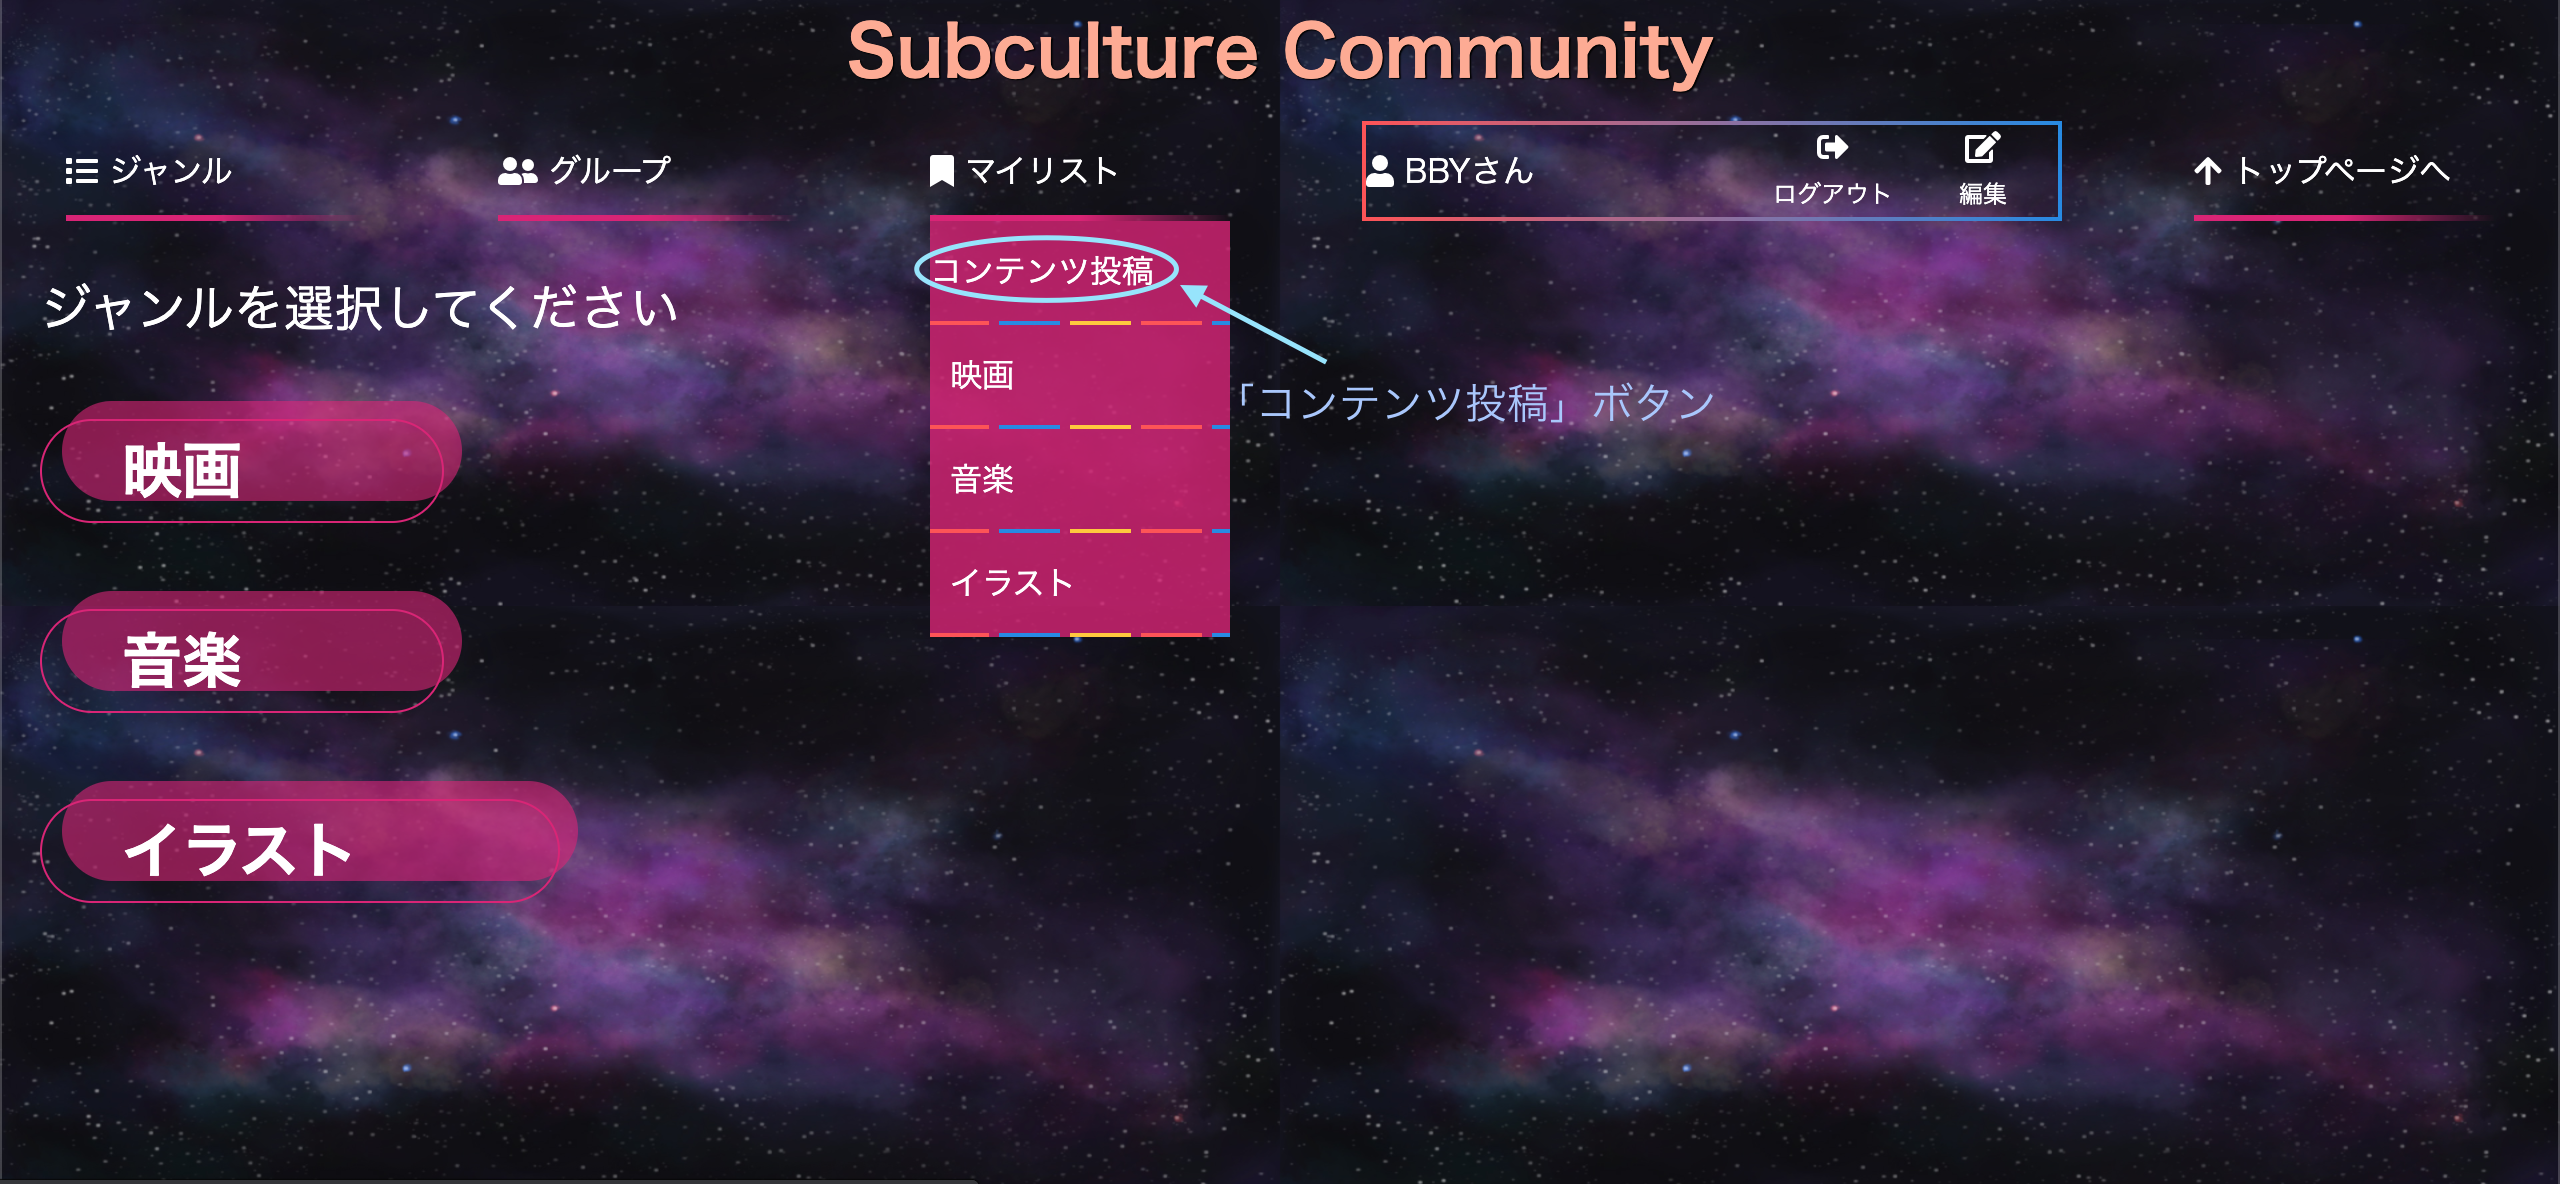 Subculture Community
ジャンル
グループ
マイリスト
BBYさん
ログアウト
編集
トップページへ
コンテンツ投稿
映画
音楽
イラスト
「コンテンツ投稿」ボタン
ジャンルを選択してください
映画
音楽
イラスト